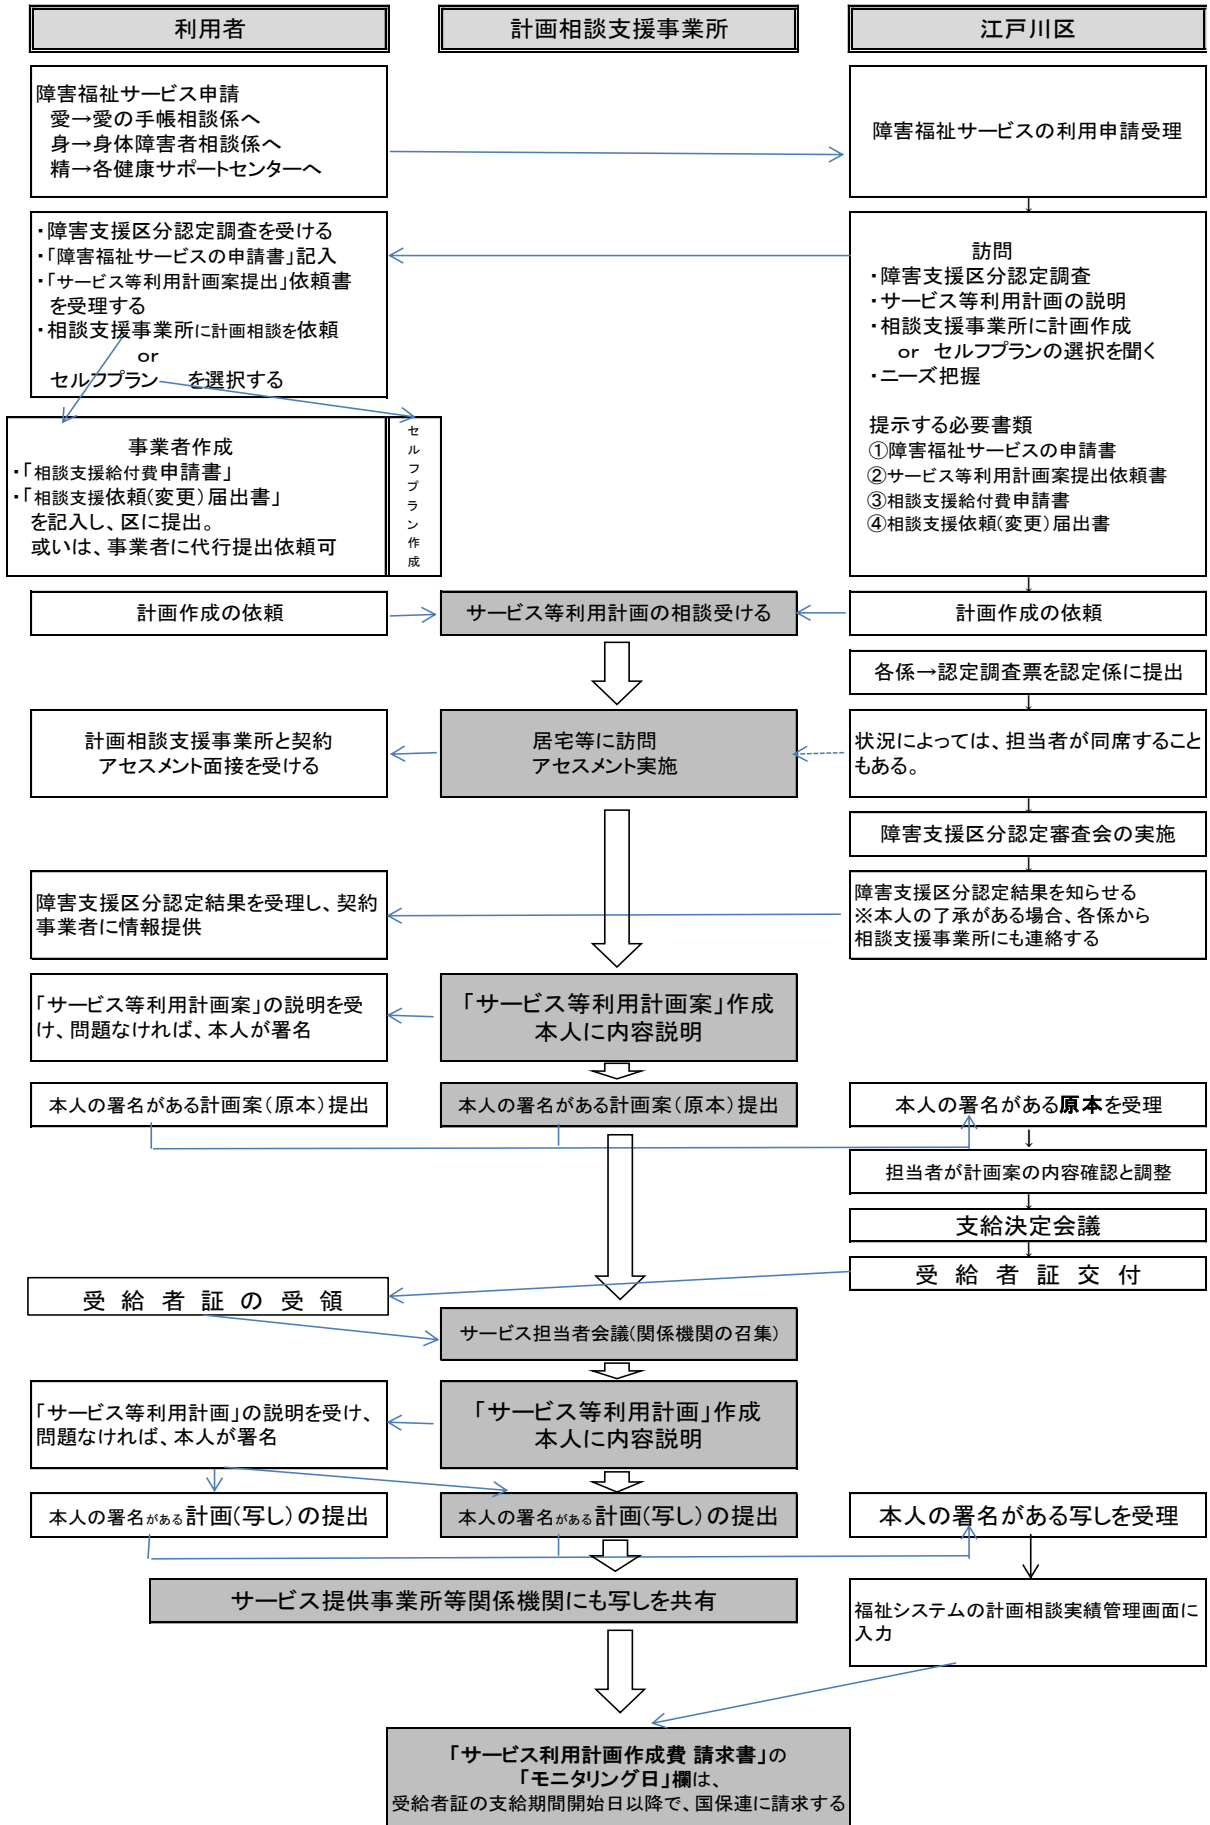 利用者
計画相談支援事業所
江戸川区
障害福祉サービス申請
愛→愛の手帳相談係へ
身→身体障害者相談係へ
精→各健康サポートセンターへ
障害福祉サービスの利用申請受理
↓
・障害支援区分認定調査を受ける
・「障害福祉サービスの申請書」記入
・「サービス等利用計画案提出」依頼書
を受理する
・相談支援事業所に計画相談を依頼
or
セルフプラン　を選択する
訪問
・障害支援区分認定調査
・サービス等利用計画の説明
・相談支援事業所に計画作成
or　セルフプランの選択を聞く
・ニーズ把握
提示する必要書類
①障害福祉サービスの申請書
②サービス等利用計画案提出依頼書
③相談支援給付費申請書
④相談支援依頼(変更)届出書
事業者作成
・「相談支援給付費申請書」
・「相談支援依頼(変更)届出書」
を記入し、区に提出。
或いは、事業者に代行提出依頼可
セルフプラン作成
↓
計画作成の依頼
サービス等利用計画の相談受ける
計画作成の依頼
各係→認定調査票を認定係に提出
↓
計画相談支援事業所と契約
アセスメント面接を受ける
居宅等に訪問
アセスメント実施
状況によっては、担当者が同席すること
もある。
↓
障害支援区分認定審査会の実施
↓
障害支援区分認定結果を受理し、契約
事業者に情報提供
障害支援区分認定結果を知らせる
※本人の了承がある場合、各係から
相談支援事業所にも連絡する
「サービス等利用計画案」の説明を受
け、問題なければ、本人が署名
「サービス等利用計画案」作成
本人に内容説明
本人の署名がある計画案（原本）提出
本人の署名がある計画案（原本）提出
本人の署名がある原本を受理
↓
担当者が計画案の内容確認と調整
↓
支給決定会議
↓
受 給 者 証 交 付
受 給 者 証 の 受 領
サービス担当者会議(関係機関の召集)
「サービス等利用計画」の説明を受け、
問題なければ、本人が署名
「サービス等利用計画」作成
本人に内容説明
本人の署名がある計画(写し)の提出
本人の署名がある計画(写し)の提出
本人の署名がある写しを受理
サービス提供事業所等関係機関にも写しを共有
福祉システムの計画相談実績管理画面に
入力
「サービス利用計画作成費 請求書」の
「モニタリング日」欄は、
受給者証の支給期間開始日以降で、国保連に請求する